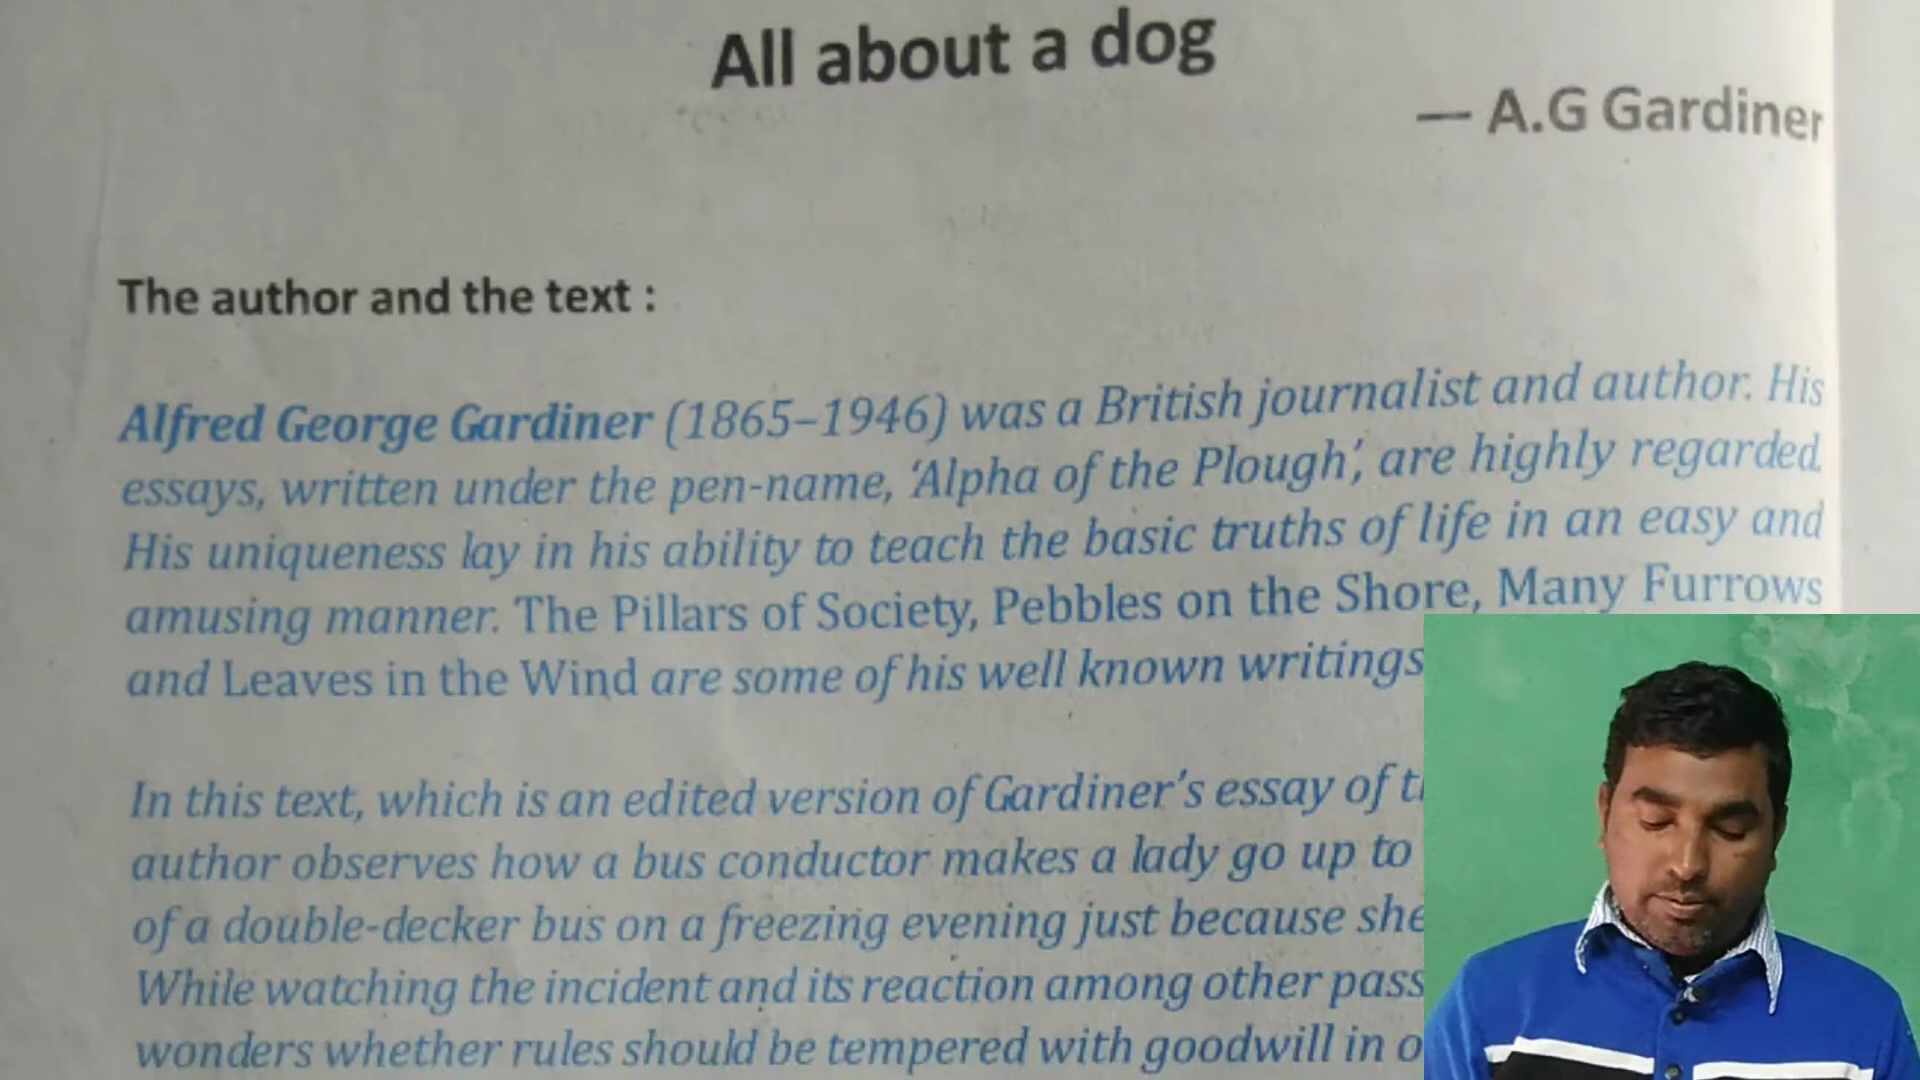 All about a dog
— A.G Gardiner
The author and the text :
Alfred George Gardiner (1865–1946) was a British journalist and author. His
essays, written under the pen-name, ‘Alpha of the Plough’, are highly regarded.
His uniqueness lay in his ability to teach the basic truths of life in an easy and
amusing manner. The Pillars of Society, Pebbles on the Shore, Many Furrows
and Leaves in the Wind are some of his well known writings
In this text, which is an edited version of Gardiner's essay of
author observes how a bus conductor makes a lady go up to
of a double-decker bus on a freezing evening just because she
While watching the incident and its reaction among other
wonders whether rules should be tempered with goodwill in